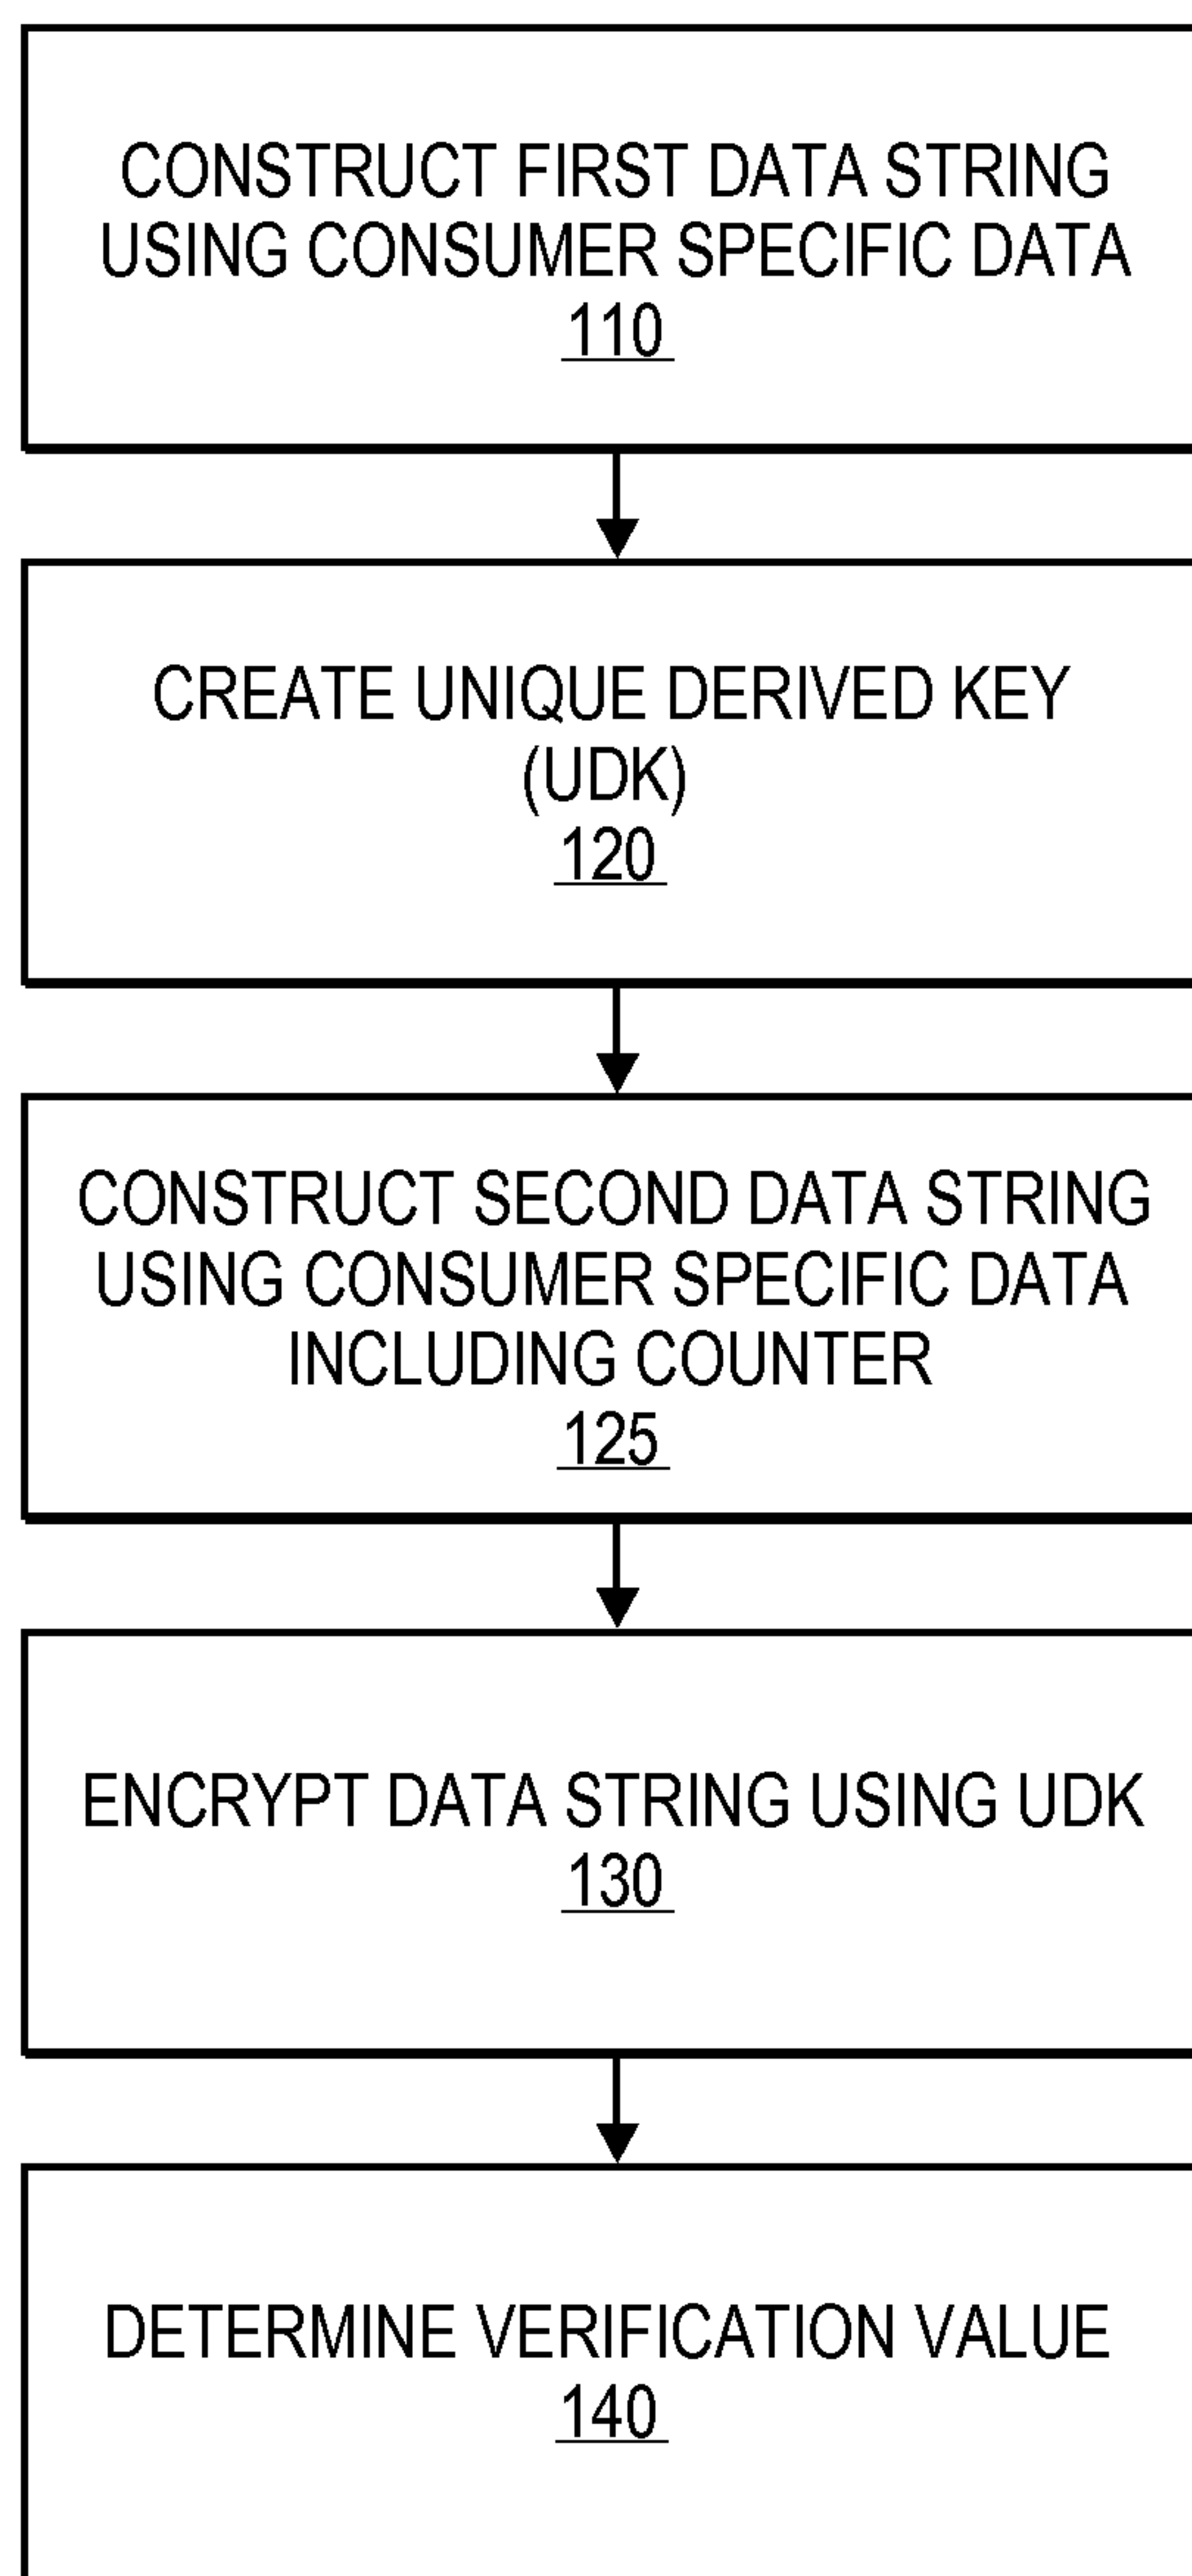 CONSTRUCT FIRST DATA STRING
USING CONSUMER SPECIFIC DATA
110
CREATE UNIQUE DERIVED KEY
(UDK)
120
CONSTRUCT SECOND DATA STRING
USING CONSUMER SPECIFIC DATA
INCLUDING COUNTER
125
ENCRYPT DATA STRING USING UDK
130
DETERMINE VERIFICATION VALUE
140